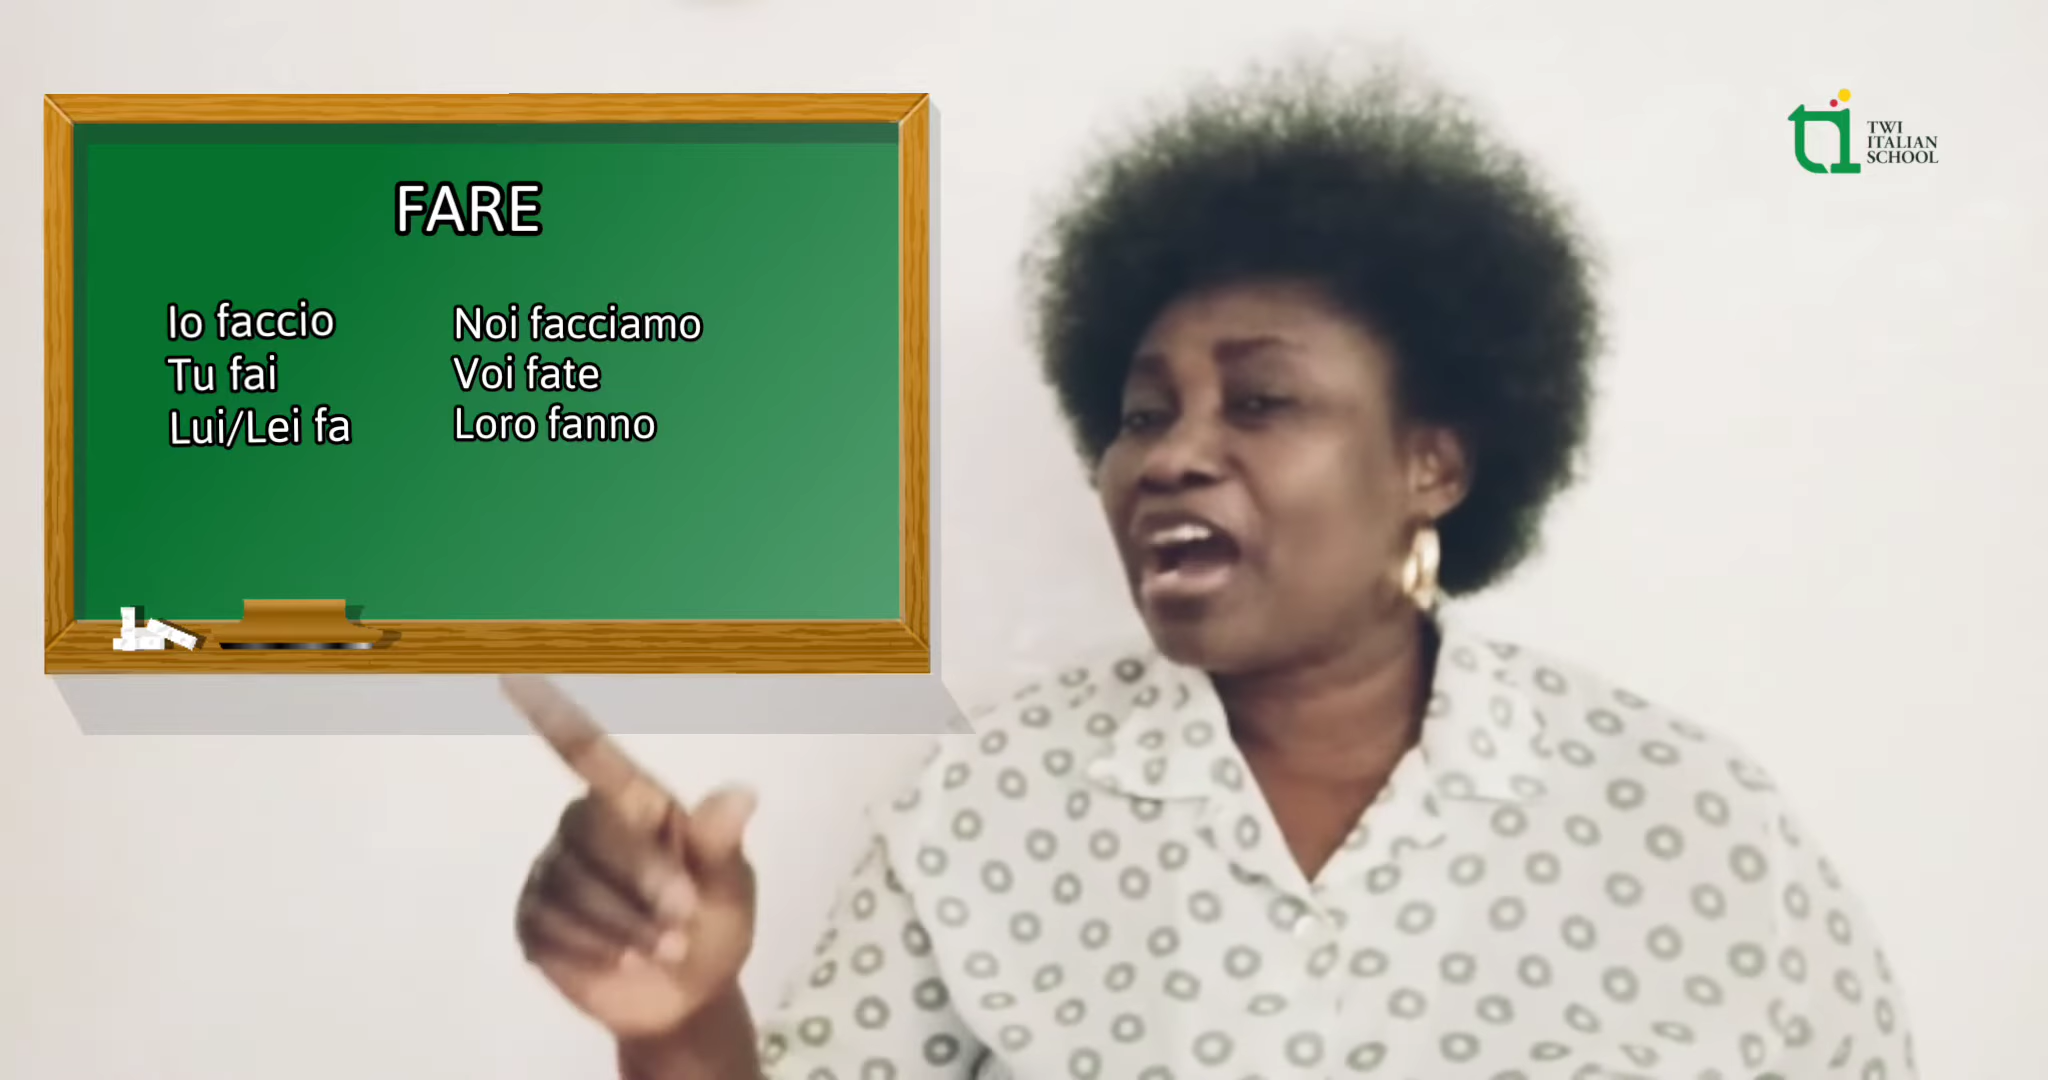 FARE
Io faccio
Tu fai
Lui/Lei fa
Noi facciamo
Voi fate
Loro fanno
TWI
ITALIAN
SCHOOL